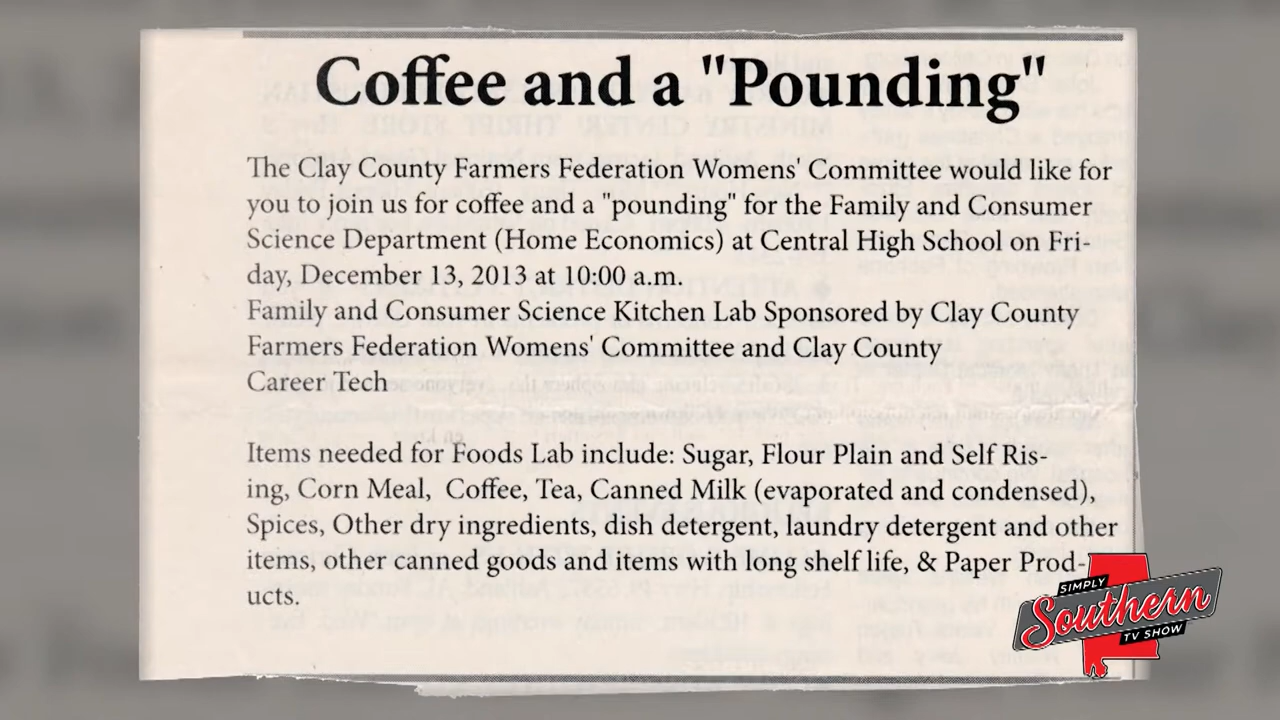 Coffee and a "Pounding"
The Clay County Farmers Federation Womens' Committee would like for
you to join us for coffee and a "pounding" for the Family and Consumer
Science Department (Home Economics) at Central High School on Fri-
day, December 13, 2013 at 10:00 a.m.
Family and Consumer Science Kitchen Lab Sponsored by Clay County
Farmers Federation Womens' Committee and Clay County
Career Tech
Items needed for Foods Lab include: Sugar, Flour Plain and Self Ris-
ing, Corn Meal, Coffee, Tea, Canned Milk (evaporated and condensed),
Spices, Other dry ingredients, dish detergent, laundry detergent and other
items, other canned goods and items with long shelf life, & Paper Prod-
ucts.
SIMPLY
Southern
TV SHOW